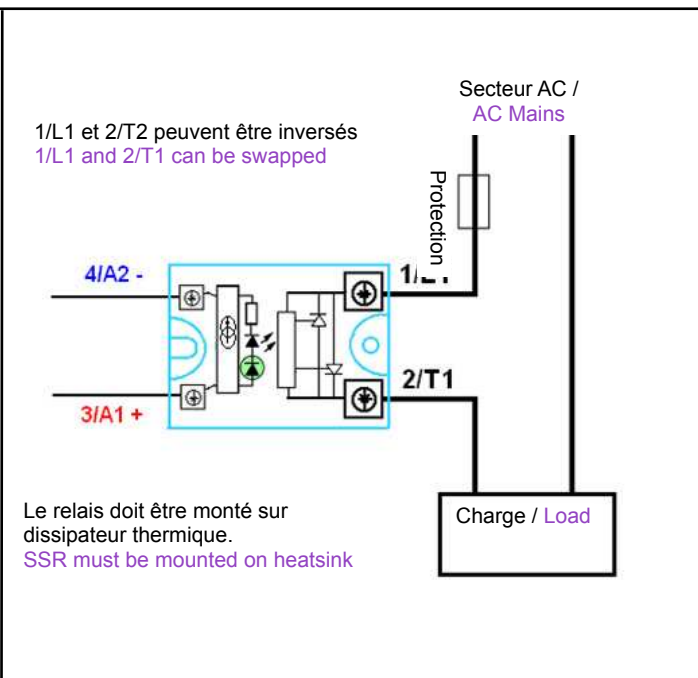 Secteur AC /
AC Mains
1/L1 et 2/T2 peuvent être inversés
1/L1 and 2/T1 can be swapped
Protection
4/A2 -
2/T1
3/A1 +
Le relais doit être monté sur
dissipateur thermique.
SSR must be mounted on heatsink
Charge / Load